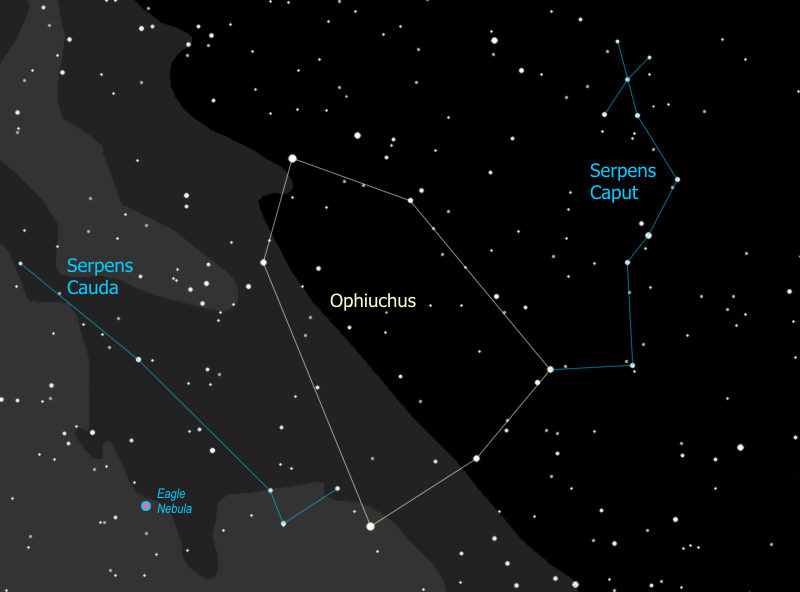 Serpens
Caput
Serpens
Cauda
Ophiuchus
Eagle
Nebula